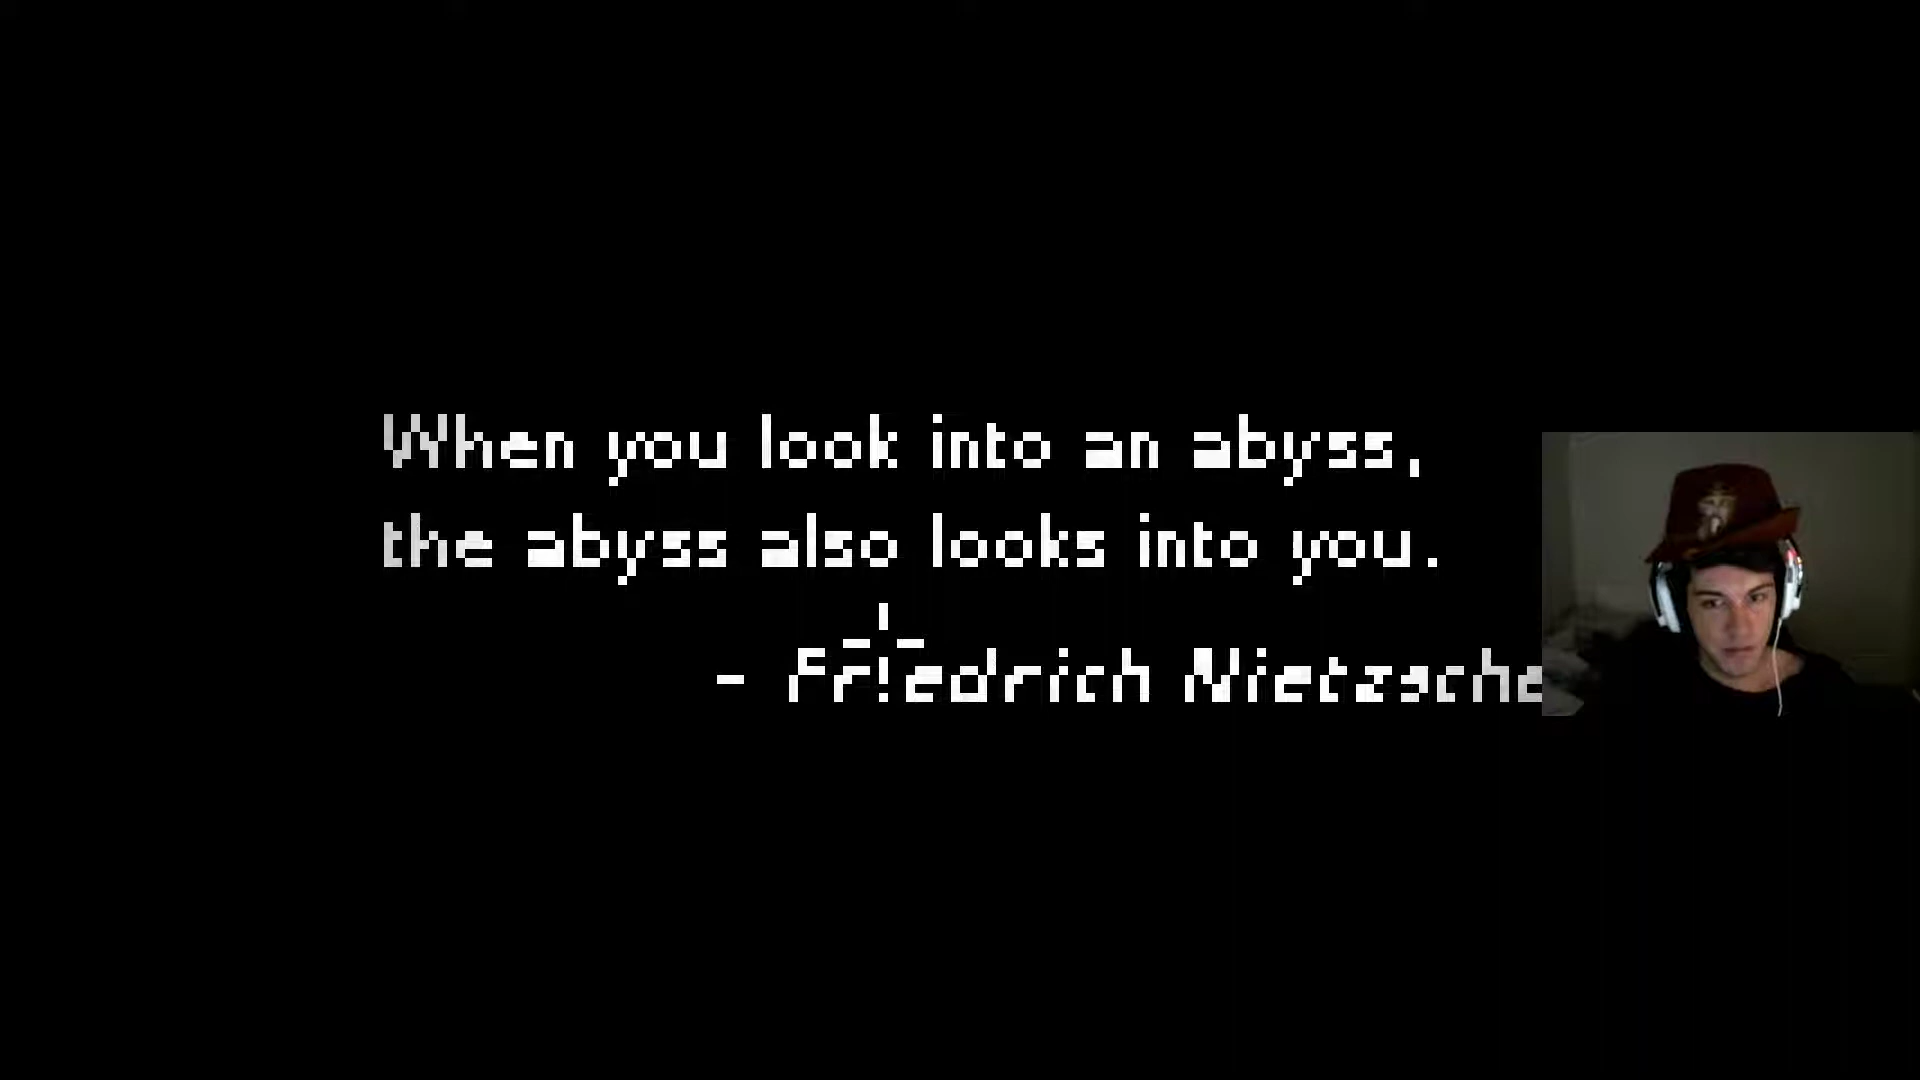 When you look into an abyss,
the abyss also looks into you.
- Friedrich Nietzsche